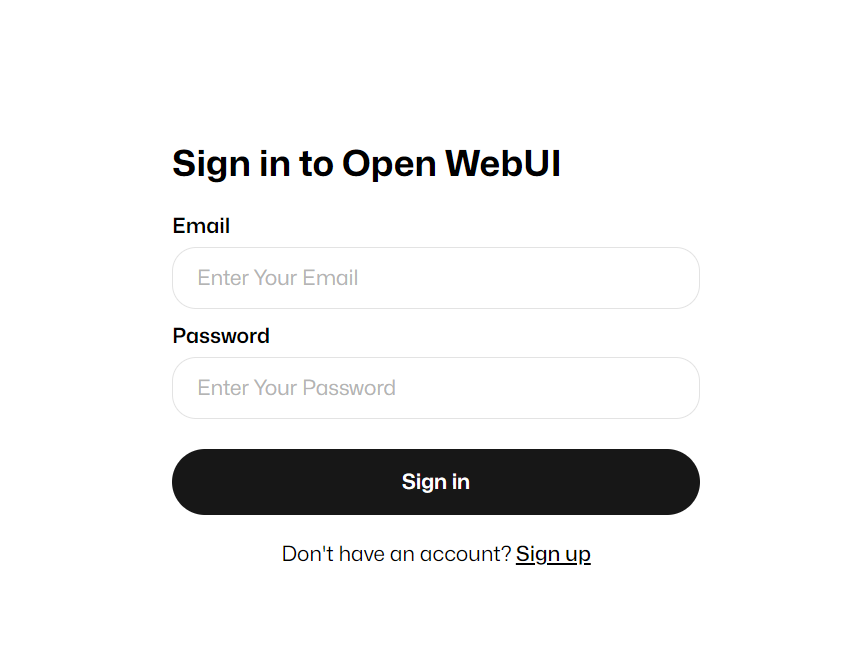 Sign in to Open WebUI
Email
Enter Your Email
Password
Enter Your Password
Sign in
Don't have an account? Sign up